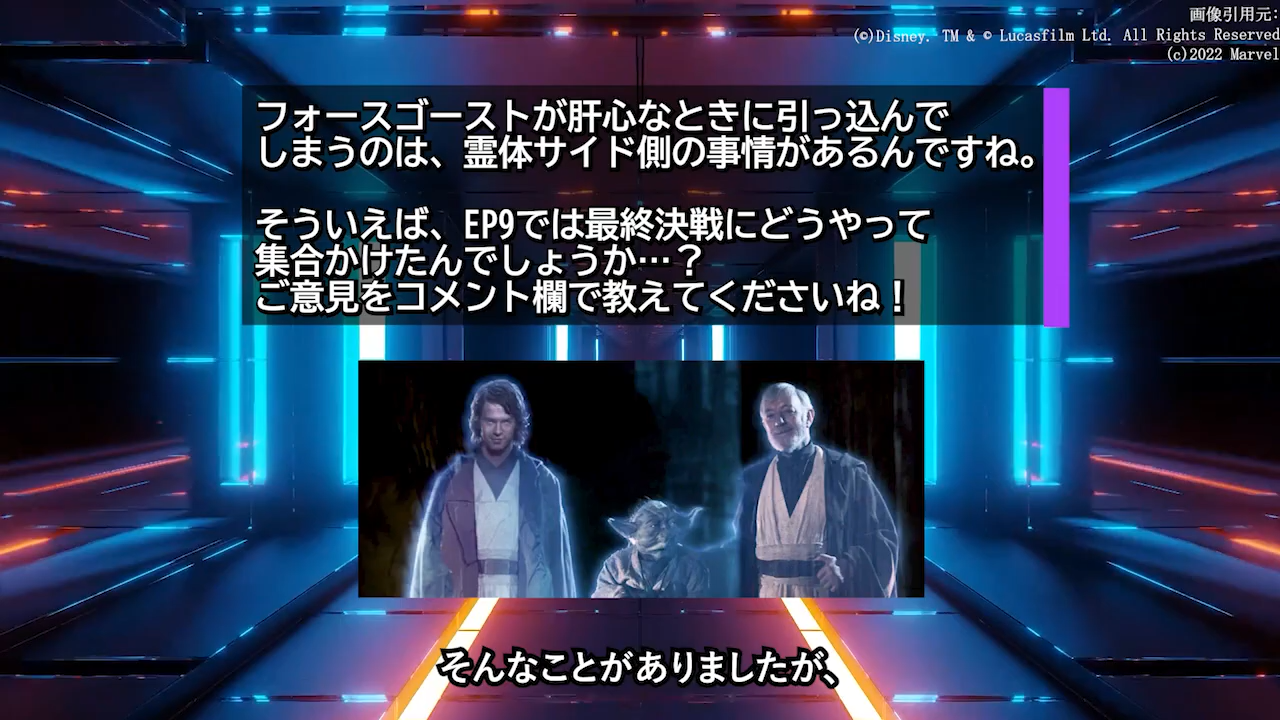 画像引用元:
(©)Disney. TM & © Lucasfilm Ltd. All Rights Reserved
(c)2022 Marvel
フォースゴーストが肝心なときに引っ込んで
しまうのは、霊体サイド側の事情があるんですね。
そういえば、EP9では最終決戦にどうやって
集合かけたんでしょうか…？
ご意見をコメント欄で教えてくださいね！
そんなことがありましたが、